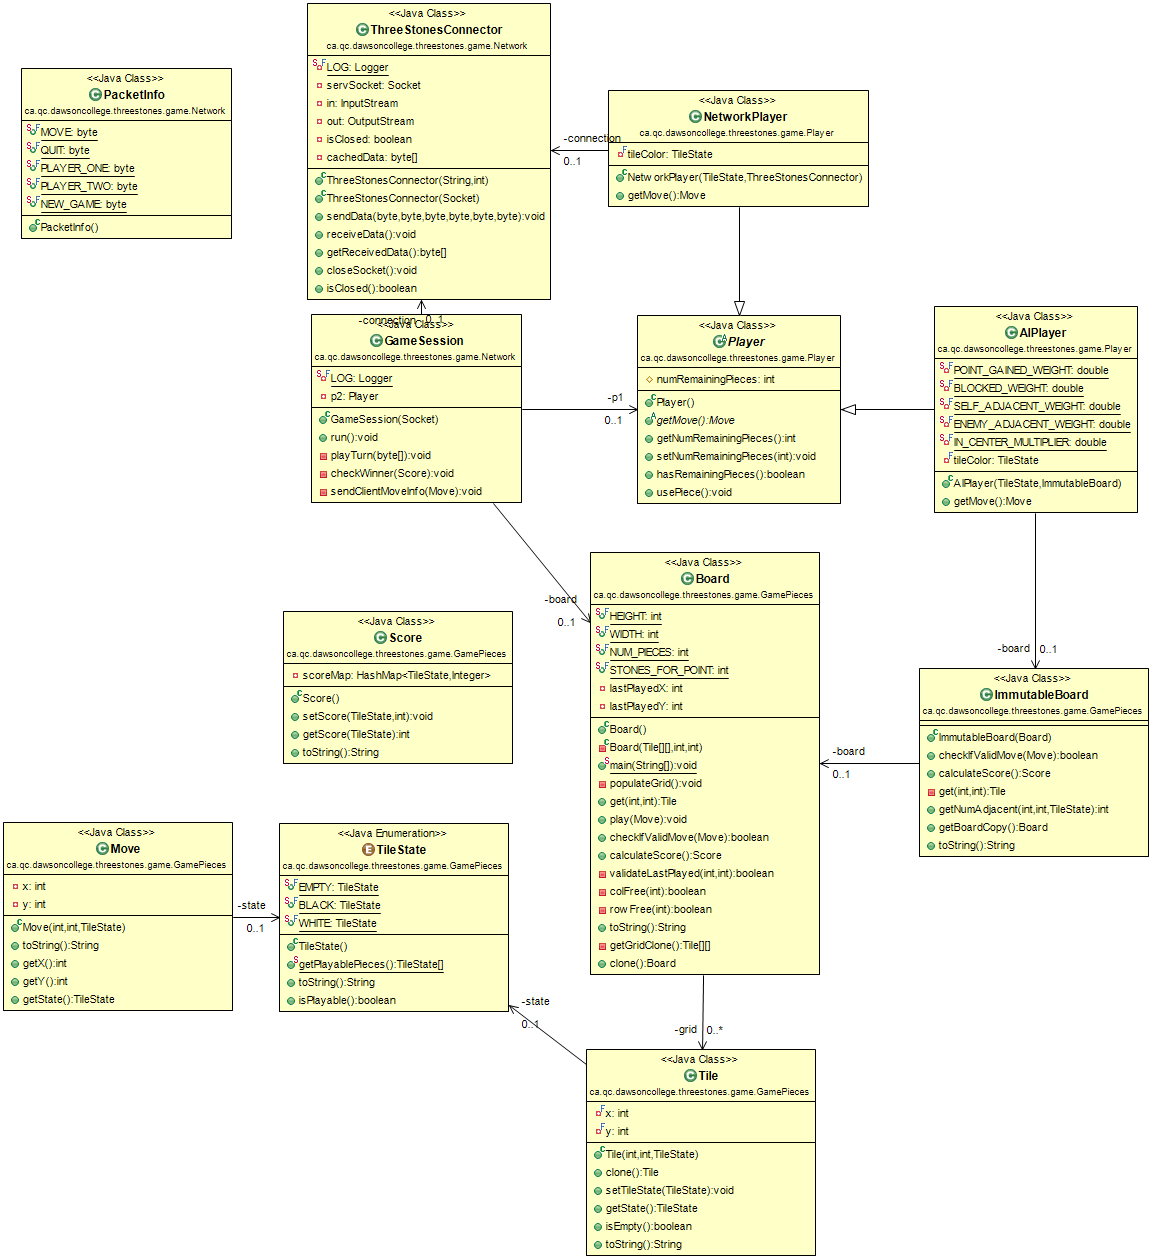 <<Java Class>>
ThreeStonesConnector
ca.qc.dawsoncollege.threestones.game.Network
LOG: Logger
servSocket: Socket
in: InputStream
out: OutputStream
isClosed: boolean
cachedData: byte[]
ThreeStonesConnector(String,int)
ThreeStonesConnector(Socket)
sendData(byte,byte,byte,byte,byte,byte):void
receiveData():void
getReceivedData():byte[]
closeSocket():void
isClosed():boolean
<<Java Class>>
PacketInfo
ca.qc.dawsoncollege.threestones.game.Network
MOVE: byte
QUIT: byte
PLAYER_ONE: byte
PLAYER_TWO: byte
NEW_GAME: byte
PacketInfo()
<<Java Class>>
NetworkPlayer
ca.qc.dawsoncollege.threestones.game.Player
tileColor: TileState
NetworkPlayer(TileState,ThreeStonesConnector)
getMove():Move
-connection
0..1
-connection
0..1
<<Java Class>>
GameSession
ca.qc.dawsoncollege.threestones.game.Network
LOG: Logger
p2: Player
GameSession(Socket)
run():void
playTurn(byte[]):void
checkWinner(Score):void
sendClientMoveInfo(Move):void
-p1
0..1
<<Java Class>>
Player
ca.qc.dawsoncollege.threestones.game.Player
numRemainingPieces: int
Player()
getMove():Move
getNumRemainingPieces():int
setNumRemainingPieces(int):void
hasRemainingPieces():boolean
usePiece():void
<<Java Class>>
AIPlayer
ca.qc.dawsoncollege.threestones.game.Player
POINT_GAINED_WEIGHT: double
BLOCKED_WEIGHT: double
SELF_ADJACENT_WEIGHT: double
ENEMY_ADJACENT_WEIGHT: double
IN_CENTER_MULTIPLIER: double
tileColor: TileState
AIPlayer(TileState,ImmutableBoard)
getMove():Move
-board
0..1
-board
0..1
<<Java Class>>
Board
ca.qc.dawsoncollege.threestones.game.GamePieces
HEIGHT: int
WIDTH: int
NUM_PIECES: int
STONES_FOR_POINT: int
lastPlayedX: int
lastPlayedY: int
Board()
Board(Tile[][],int,int)
main(String[]):void
populateGrid():void
get(int,int):Tile
play(Move):void
checkIfValidMove(Move):boolean
calculateScore():Score
validateLastPlayed(int,int):boolean
colFree(int):boolean
rowFree(int):boolean
toString():String
getGridClone():Tile[][]
clone():Board
<<Java Class>>
Score
ca.qc.dawsoncollege.threestones.game.GamePieces
scoreMap: HashMap<TileState,Integer>
Score()
setScore(TileState,int):void
getScore(TileState):int
toString():String
<<Java Class>>
ImmutableBoard
ca.qc.dawsoncollege.threestones.game.GamePieces
ImmutableBoard(Board)
checkIfValidMove(Move):boolean
calculateScore():Score
get(int,int):Tile
getNumAdjacent(int,int,TileState):int
getBoardCopy():Board
toString():String
-board
0..1
<<Java Class>>
Move
ca.qc.dawsoncollege.threestones.game.GamePieces
x: int
y: int
Move(int,int,TileState)
toString():String
getX():int
getY():int
getState():TileState
-state
0..1
<<Java Enumeration>>
TileState
ca.qc.dawsoncollege.threestones.game.GamePieces
EMPTY: TileState
BLACK: TileState
WHITE: TileState
TileState()
getPlayablePieces():TileState[]
toString():String
isPlayable():boolean
-state
0..1
-grid
0..*
<<Java Class>>
Tile
ca.qc.dawsoncollege.threestones.game.GamePieces
x: int
y: int
Tile(int,int,TileState)
clone():Tile
setTileState(TileState):void
getState():TileState
isEmpty():boolean
toString():String